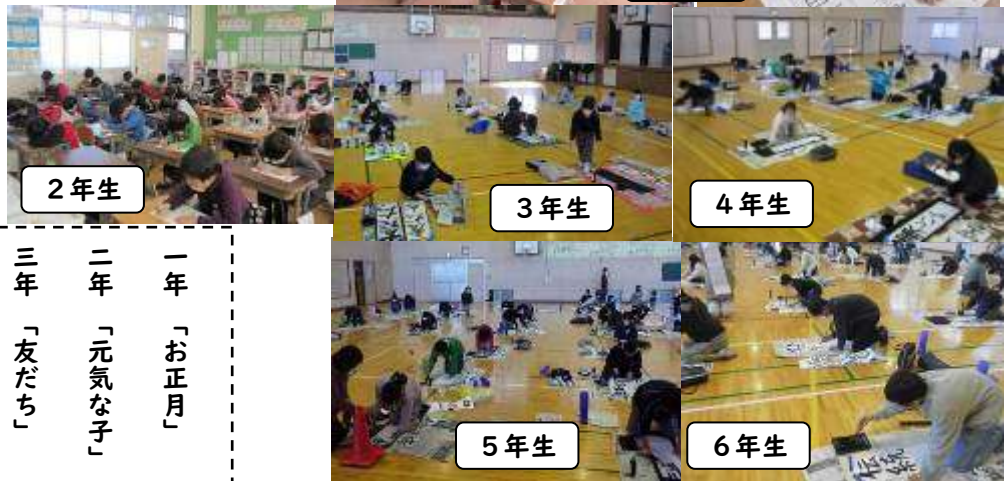 ２年生
３年生
４年生
５年生
６年生
一年 「お正月」
二年 「元気な子」
三年 「友だち」